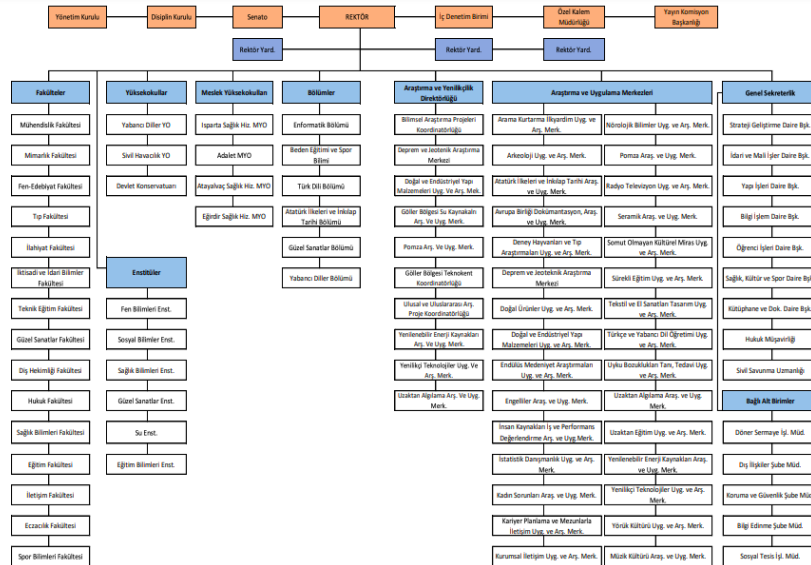 Yönetim Kurulu
Disiplin Kurulu
Senato
REKTÖR
İç Denetim Birimi
Özel Kalem
Müdürlüğü
Yayın Komisyon
Başkanlığı
Rektör Yard.
Rektör Yard.
Rektör Yard.
Fakülteler
Mühendislik Fakültesi
Mimarlık Fakültesi
Fen-Edebiyat Fakültesi
Tıp Fakültesi
İlahiyat Fakültesi
İktisadi ve İdari Bilimler
Fakültesi
Teknik Eğitim Fakültesi
Güzel Sanatlar Fakültesi
Diş Hekimliği Fakültesi
Hukuk Fakültesi
Sağlık Bilimleri Fakültesi
Eğitim Fakültesi
İletişim Fakültesi
Eczacılık Fakültesi
Spor Bilimleri Fakültesi
Yüksekokullar
Yabancı Diller YO
Sivil Havacılık YO
Devlet Konservatuarı
Enstitüler
Fen Bilimleri Enst.
Sosyal Bilimler Enst.
Sağlık Bilimleri Enst.
Güzel Sanatlar Enst.
Su Enst.
Eğitim Bilimleri Enst.
Meslek Yüksekokulları
Isparta Sağlık Hiz. MYO
Adalet MYO
Atayalvaç Sağlık Hiz. MYO
Eğirdir Sağlık Hiz. MYO
Bölümler
Enformatik Bölümü
Beden Eğitimi ve Spor
Bilimi
Türk Dili Bölümü
Atatürk İlkeleri ve İnkılap
Tarihi Bölümü
Güzel Sanatlar Bölümü
Yabancı Diller Bölümü
Araştırma ve Yenilikçilik
Direktörlüğü
Bilimsel Araştırma Projeleri
Koordinatörlüğü
Deprem ve Jeotenik Araştırma
Merkezi
Doğal ve Endüstriyel Yapı
Malzemeleri Uyg. Ve Arş. Mek.
Göller Bölgesi Su Kaynakaln
Arş. Ve Uyg. Merk.
Pomza Arş. Ve Uyg. Merk.
Göller Bölgesi Teknokent
Koordinatörlüğü
Ulusal ve Uluslararası Arş.
Proje Koordinatörlüğü
Yenilenebilir Enerji Kaynakları
Arş. Ve Uyg. Merk.
Yenilikçi Teknolojiler Uyg. Ve
Arş. Merk.
Uzaktan Algılama Arş. Ve Uyg.
Merk.
Araştırma ve Uygulama Merkezleri
Arama Kurtarma İlkyardım Uyg. ve
Arş. Merk.
Arkeoloji Uyg. ve Arş. Merk.
Atatürk İlkeleri ve İnkılap Tarihi Araş.
ve Uyg. Merk.
Avrupa Birliği Dokümantasyon, Araş.
ve Uyg. Merk.
Deney Hayvanları ve Tıp
Araştırmaları Uyg. ve Arş. Merk.
Deprem ve Jeoteknik Araştırma
Merkezi
Doğal Ürünler Uyg. ve Arş. Merk.
Doğal ve Endüstriyel Yapı
Malzemeleri Uyg. ve Arş. Merk.
Endülüs Medeniyet Araştırmaları
Uyg. ve Arş. Merk.
Engelliler Araş. ve Uyg. Merk.
İnsan Kaynakları İş ve Performans
Değerlendirme Arş. ve Uyg.Merk.
İstatistik Danışmanlık Uyg. ve Arş.
Merk.
Kadın Sorunları Araş. ve Uyg. Merk.
Kariyer Planlama ve Mezunlarla
İletişim Uyg. ve Arş. Merk.
Kurumsal İletişim Uyg. ve Arş. Merk.
Nörolojik Bilimler Uyg. ve Arş. Merk.
Pomza Araş. ve Uyg. Merk.
Radyo Televizyon Uyg. ve Arş. Merk.
Seramik Araş. ve Uyg. Merk.
Somut Olmayan Kültürel Miras Uyg.
ve Arş. Merk.
Sürekli Eğitim Uyg. ve Arş. Merk.
Tekstil ve El Sanatları Tasarım Uyg.
ve Arş. Merk.
Türkçe ve Yabancı Dil Öğretimi Uyg.
ve Arş. Merk.
Uyku Bozuklukları Tanı, Tedavi Uyg.
ve Arş. Merk.
Uzaktan Algılama Araş. ve Uyg.
Merk.
Uzaktan Eğitim Uyg. ve Arş. Merk.
Yenilenebilir Enerji Kaynakları Araş.
ve Uyg. Merk.
Yenilikçi Teknolojiler Uyg. ve Arş.
Merk.
Yörük Kültürü Uyg. ve Arş. Merk.
Müzik Kültürü Araş. ve Uyg. Merk.
Genel Sekreterlik
Strateji Geliştirme Daire Bşk.
İdari ve Mali İşler Daire Bşk.
Yapı İşleri Daire Bşk.
Bilgi İşlem Daire Bşk.
Öğrenci İşleri Daire Bşk.
Sağlık, Kültür ve Spor Daire Bşk
Kütüphane ve Dok. Daire Bşk.
Hukuk Müşavirliği
Sivil Savunma Uzmanlığı
Bağlı Alt Birimler
Döner Sermaye İşl. Müd.
Dış İlişkiler Şube Müd.
Koruma ve Güvenlik Şube Müd
Bilgi Edinme Şube Müd.
Sosyal Tesis İşl. Müd.